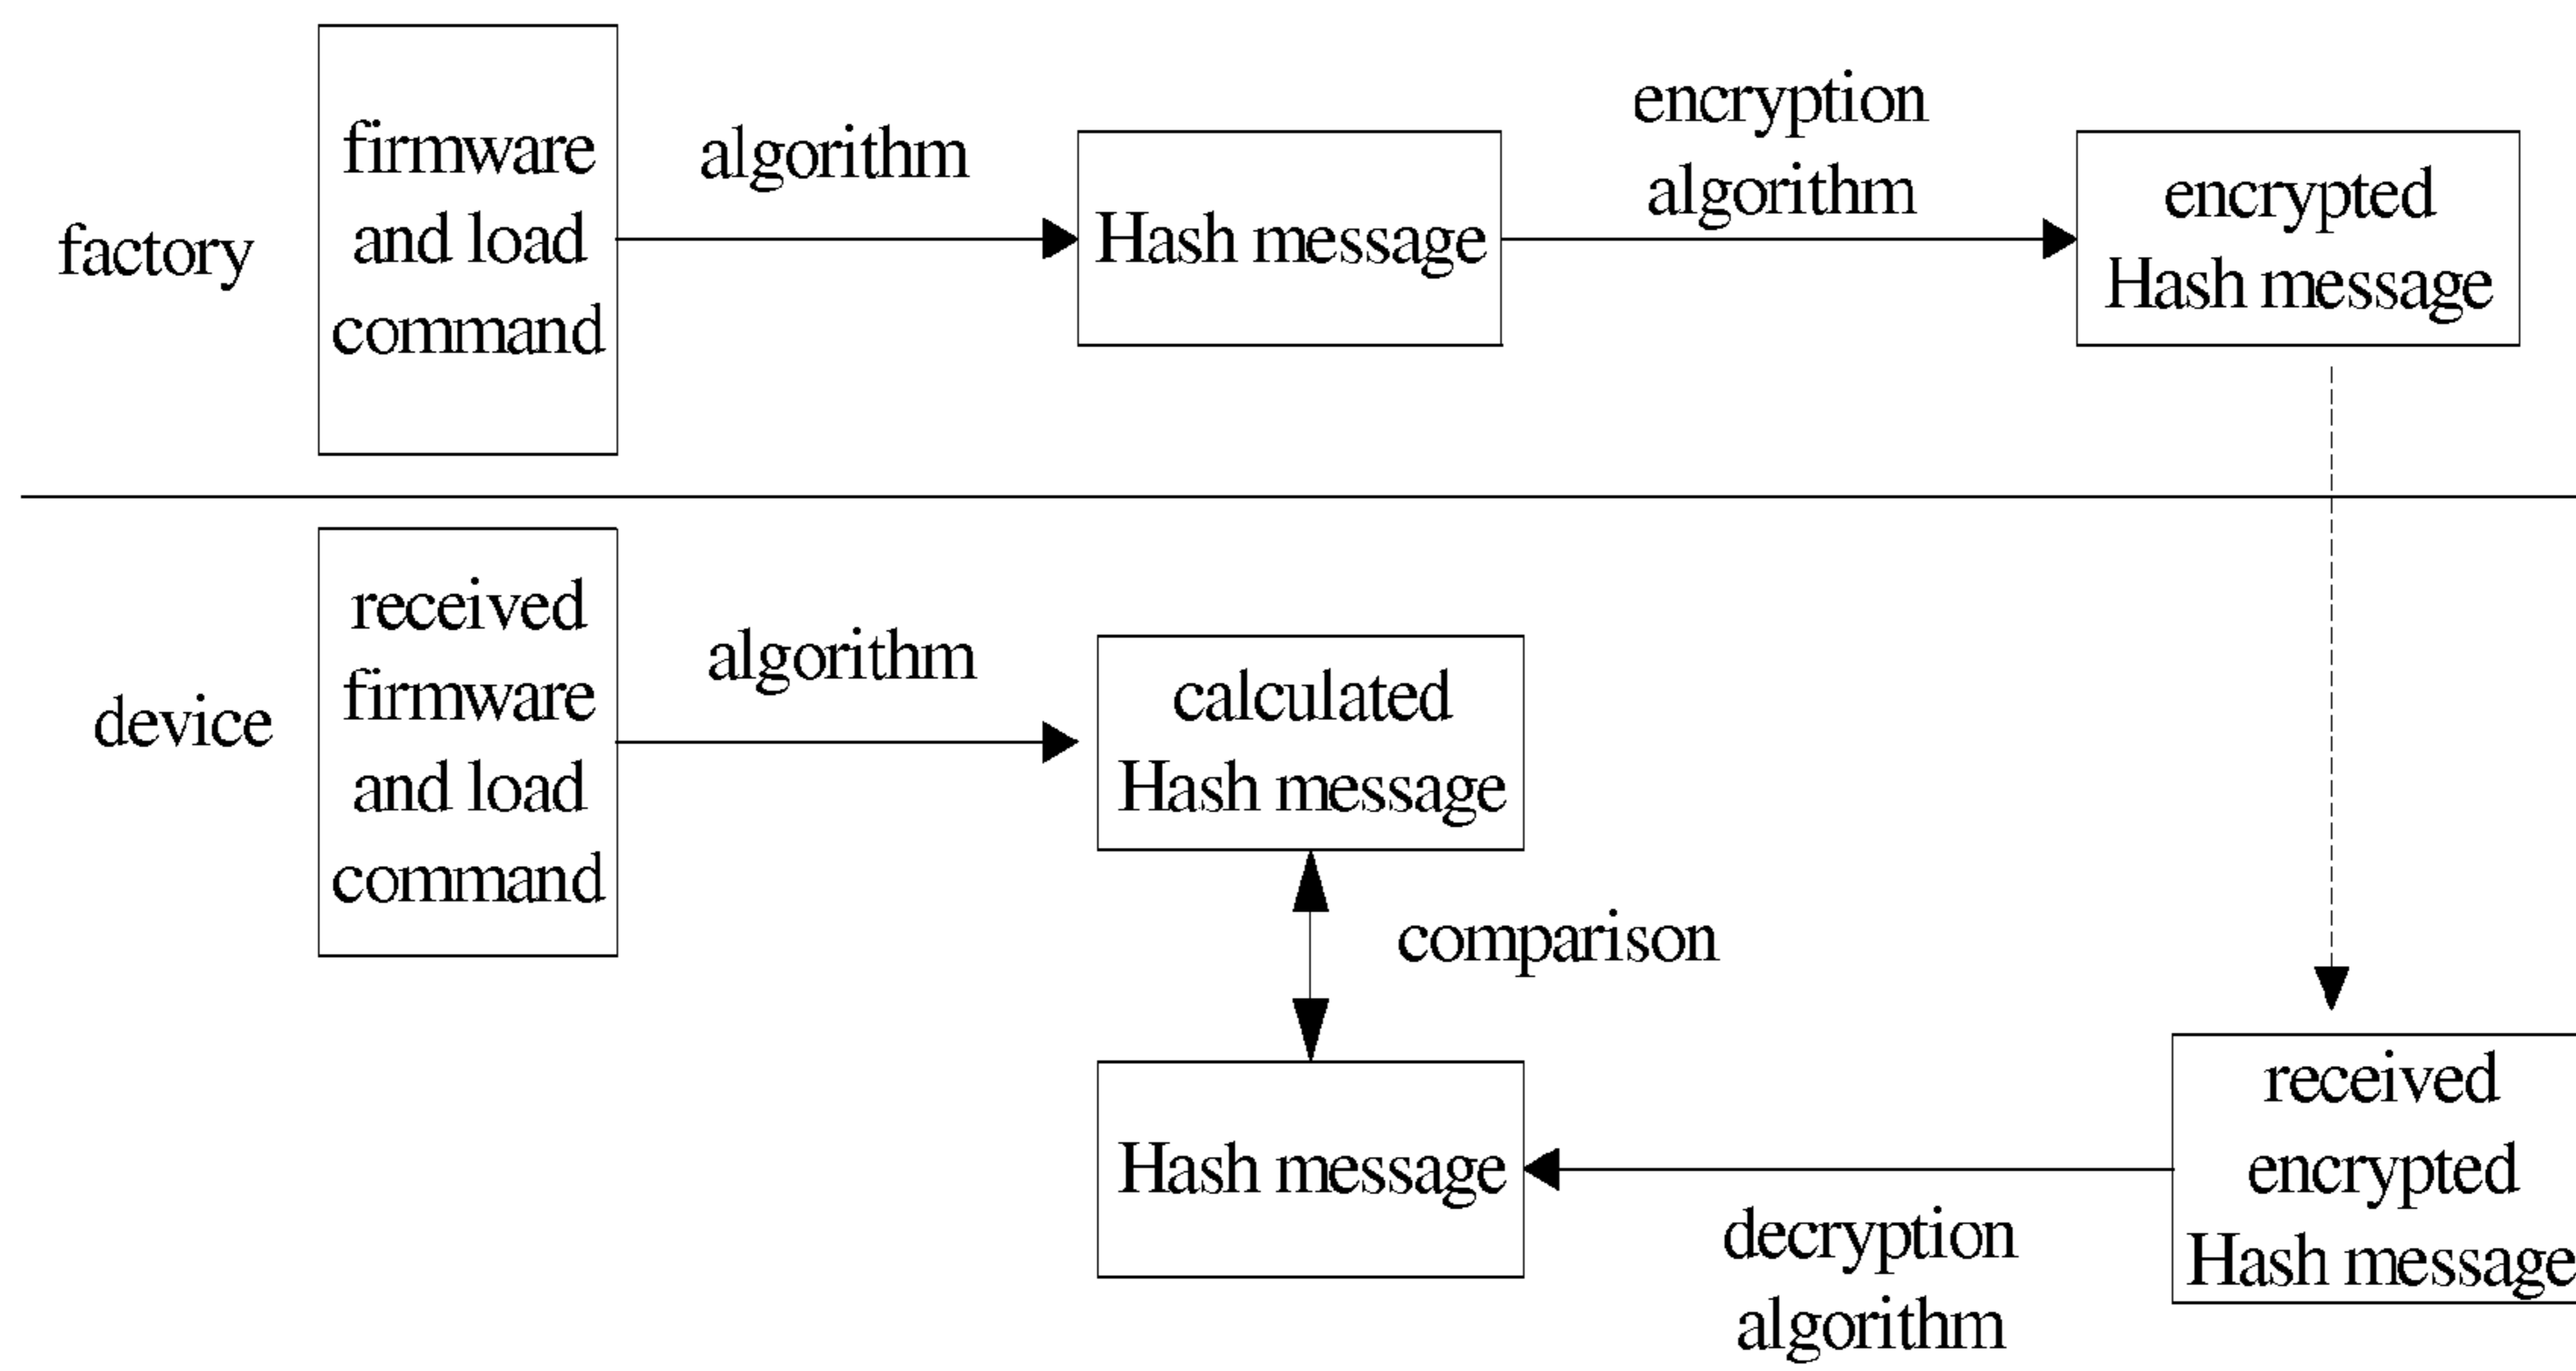 factory
firmware
and load
command
algorithm
Hash message
encryption
algorithm
encrypted
Hash message
device
received
firmware
and load
command
algorithm
calculated
Hash message
comparison
Hash message
decryption
algorithm
received
encrypted
Hash message